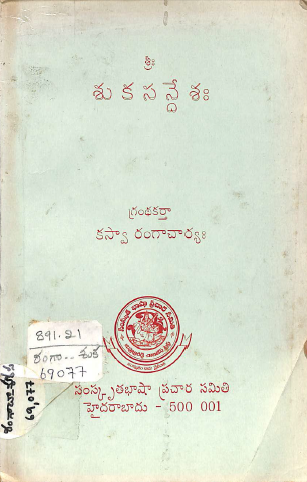 శ్రీః
శుకసన్దేశః
గ్రంథకర్తా
కస్వా రంగాచార్యః
891.21
రంగా.. శుక
69077
సంస్కృతభాషా ప్రచార సమితి
హైదరాబాదు - 500 001